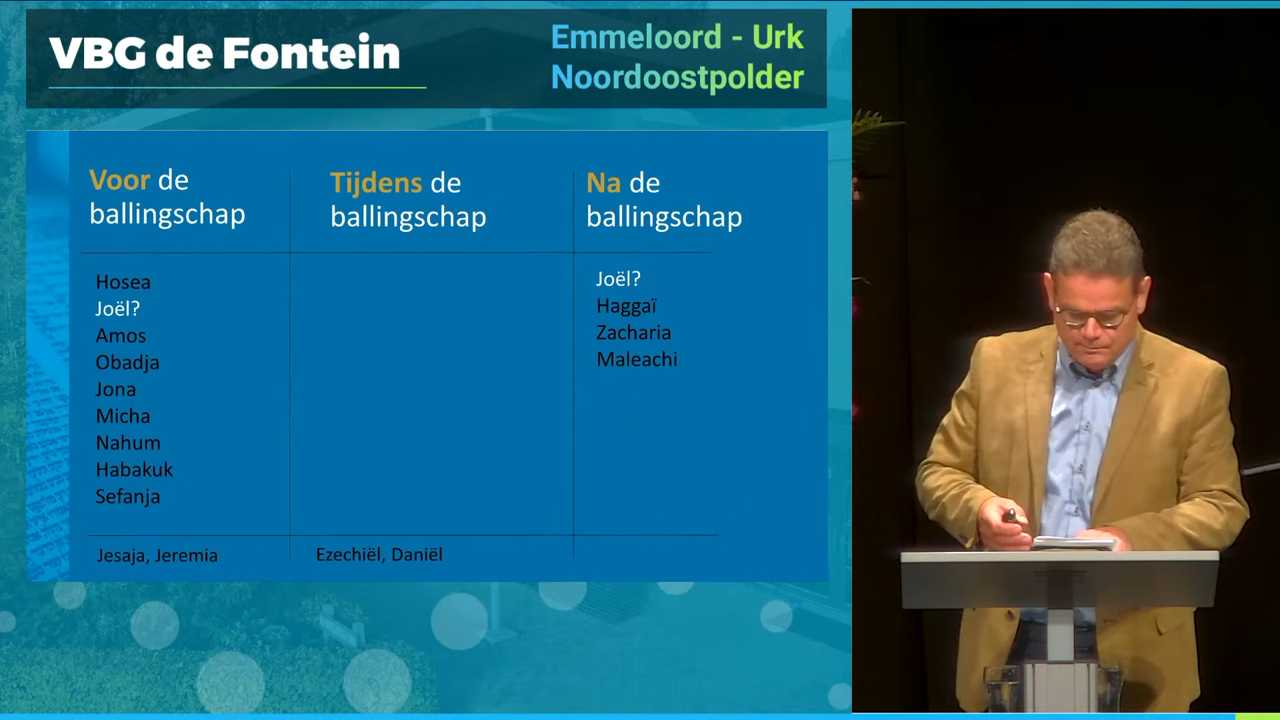 VBG de Fontein
Emmeloord - Urk
Noordoostpolder
Voor de
ballingschap
Tijdens de
ballingschap
Na de
ballingschap
Hosea
Joël?
Amos
Obadja
Jona
Micha
Nahum
Habakuk
Sefanja
Joël?
Haggaï
Zacharia
Maleachi
Jesaja, Jeremia
Ezechiël, Daniël